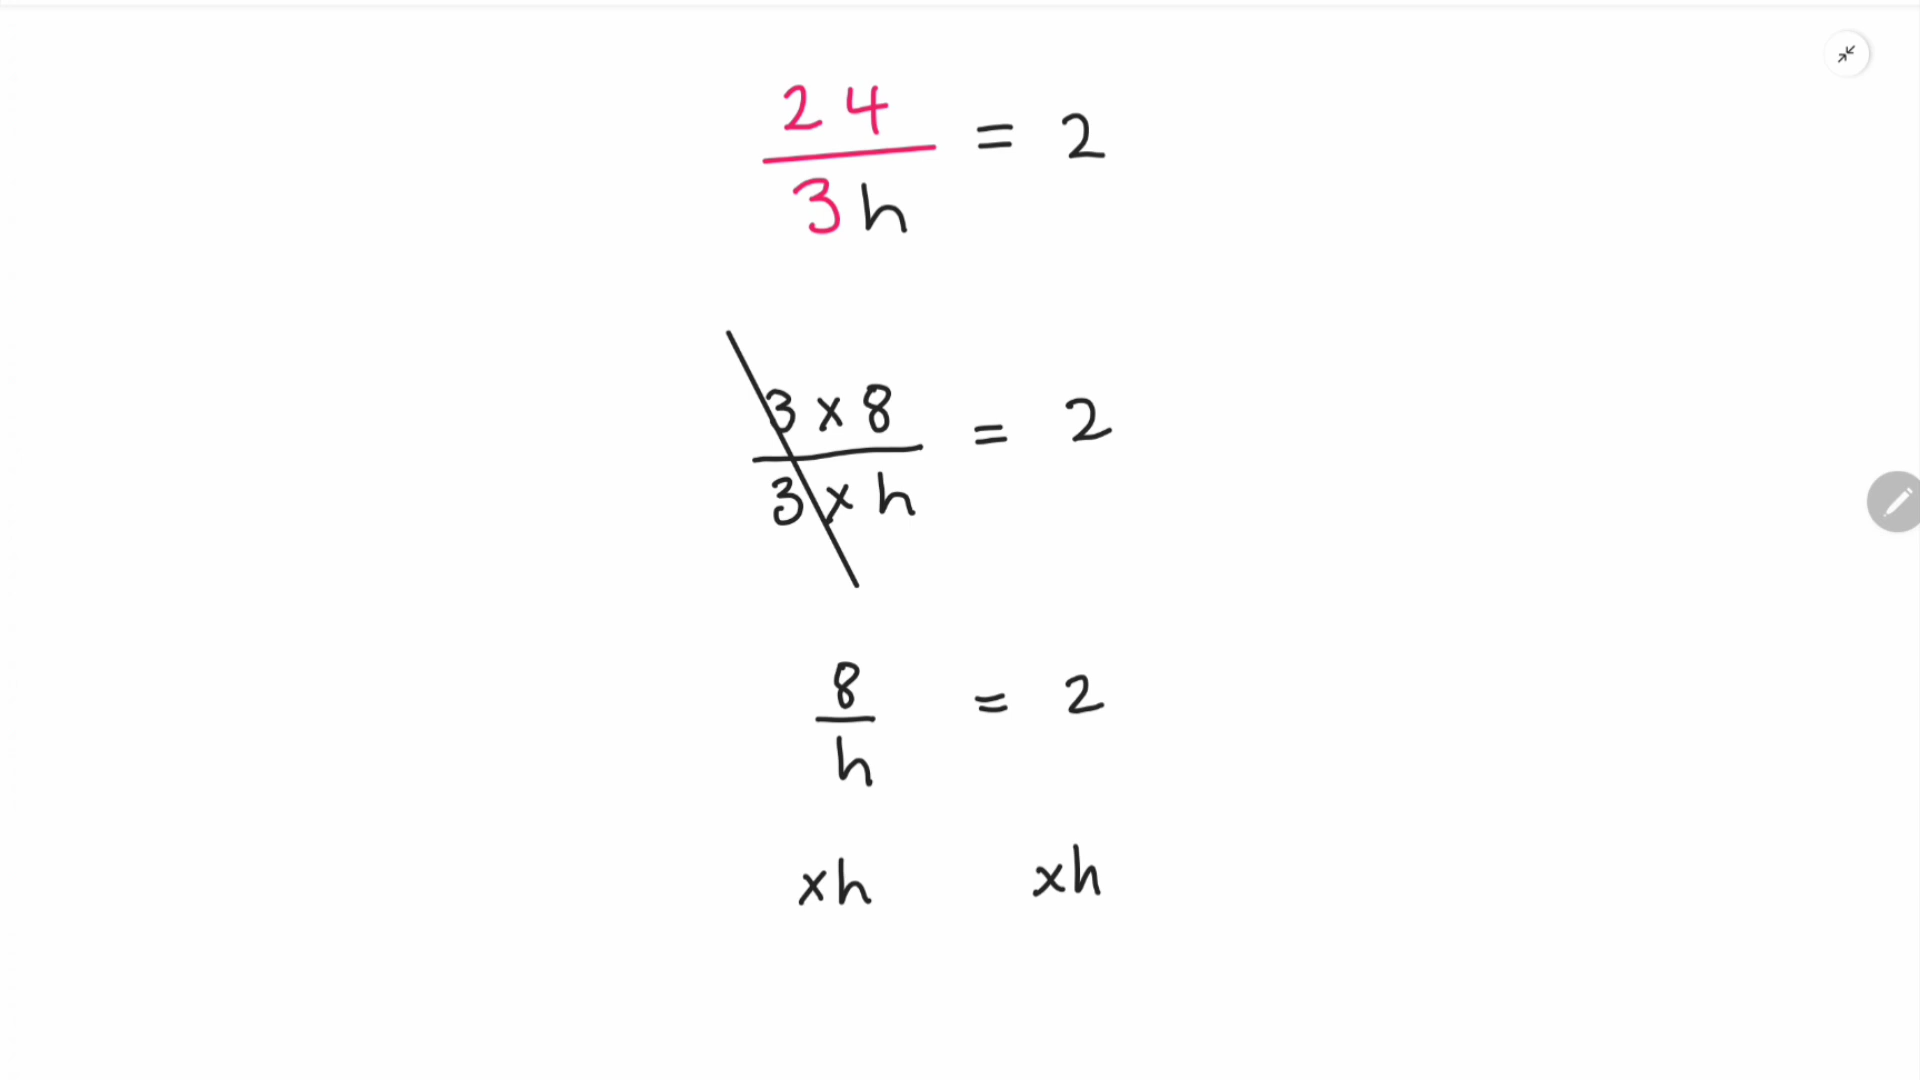 24/3h = 2
3 x 8/3 x h = 2
8/h = 2
xh xh